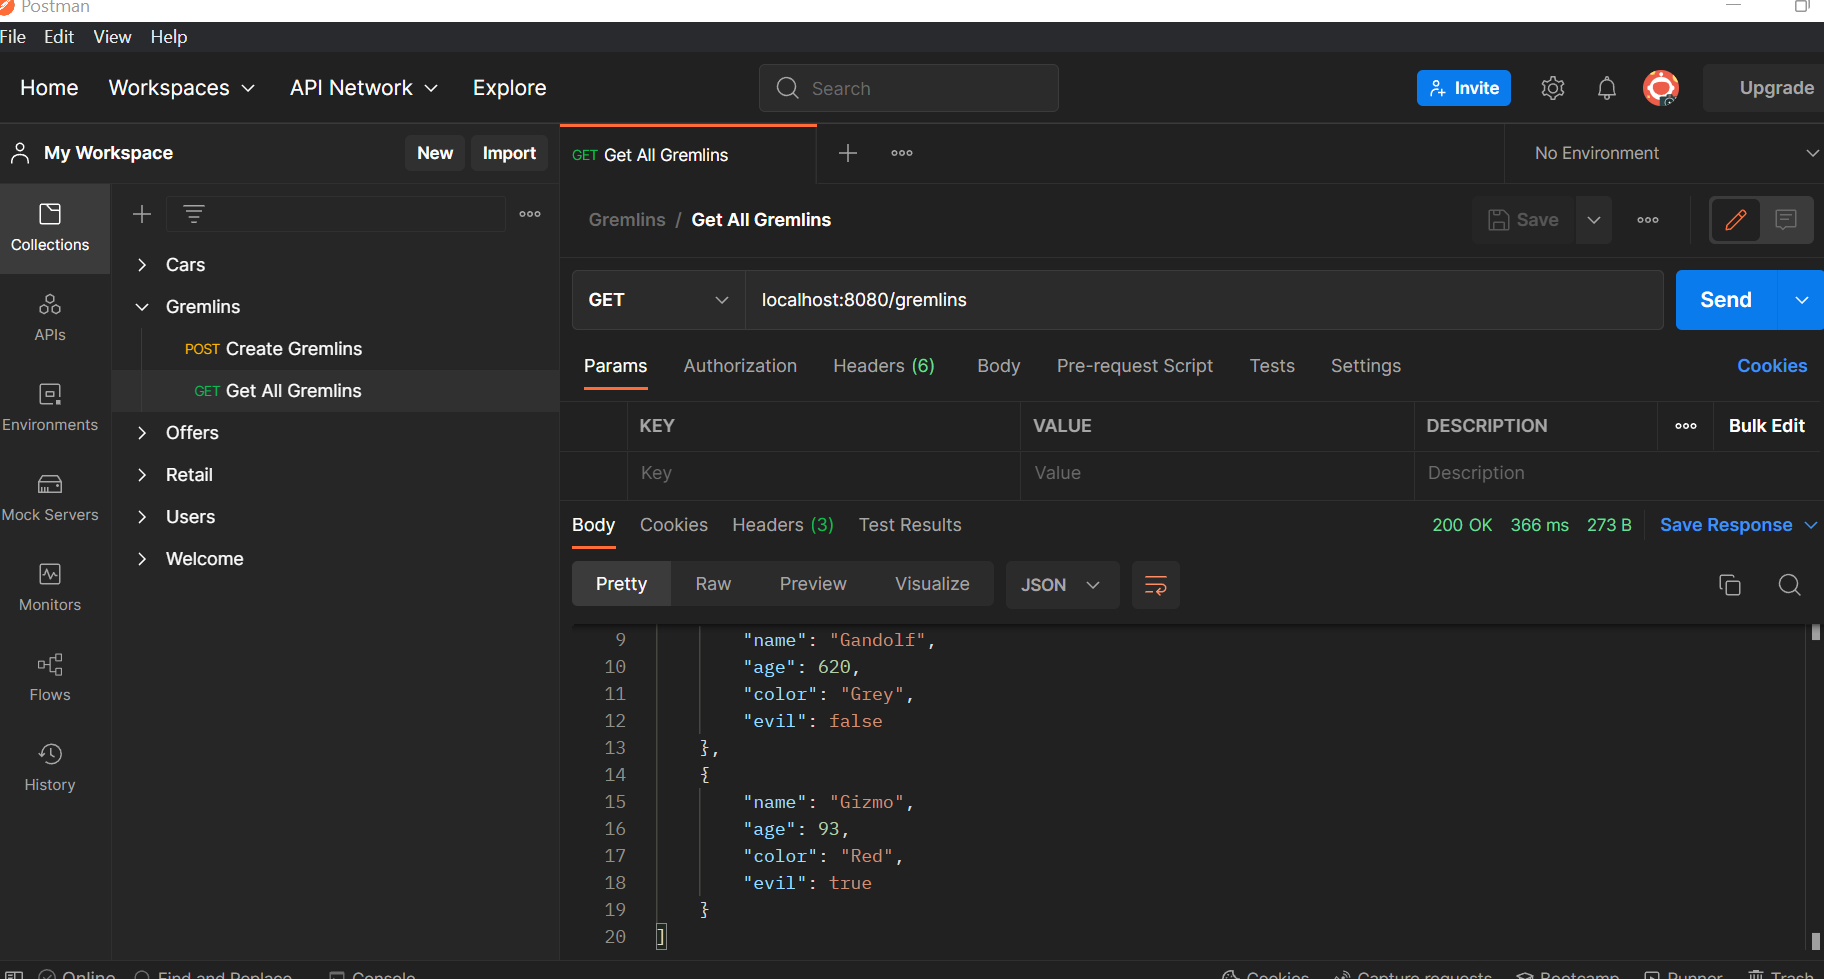 Postman
File Edit View Help
Home Workspaces API Network Explore Search Invite Upgrade
My Workspace New Import
GET Get All Gremlins No Environment
Collections
APIs
Environments
Mock Servers
Monitors
Flows
History
Cars
Gremlins
POST Create Gremlins
GET Get All Gremlins
Offers
Retail
Users
Welcome
Gremlins / Get All Gremlins Save
GET localhost:8080/gremlins Send
Params Authorization Headers (6) Body Pre-request Script Tests Settings Cookies
KEY VALUE DESCRIPTION Bulk Edit
Key Value Description
Body Cookies Headers (3) Test Results 200 OK 366 ms 273 B Save Response
Pretty Raw Preview Visualize JSON
9 "name": "Gandolf",
10 "age": 620,
11 "color": "Grey",
12 "evil": false
13 },
14 {
15 "name": "Gizmo",
16 "age": 93,
17 "color": "Red",
18 "evil": true
19 }
20 ]
Online Find and Replace Console Cookies Capture requests Bootcamp Runner Trash